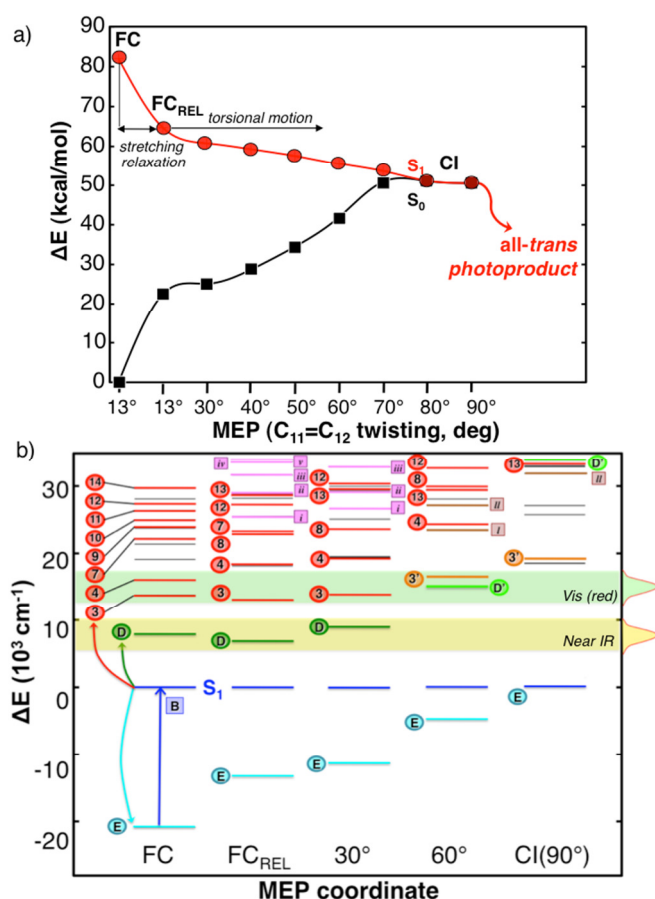 a)
90
80
70
60
50
40
30
20
10
0
ΔE (kcal/mol)
FC
FC_REL
torsional motion
stretching
relaxation
S₁
CI
S₀
all-trans
photoproduct
13° 13° 30° 40° 50° 60° 70° 80° 90°
MEP (C₁₁=C₁₂ twisting, deg)
b)
30
20
10
0
-10
-20
ΔE (10³ cm⁻¹)
14
12
11
10
9
7
4
3
D
S₁
B
E
iv v
iii
13 ii
12
i
7
8
4
3
D
E
iii
12
13 ii
i
8
4
3
D
E
12
8
13
II
4
I
3'
D'
E
13 D'
II
3'
E
Vis (red)
Near IR
FC FC_REL 30° 60° CI(90°)
MEP coordinate